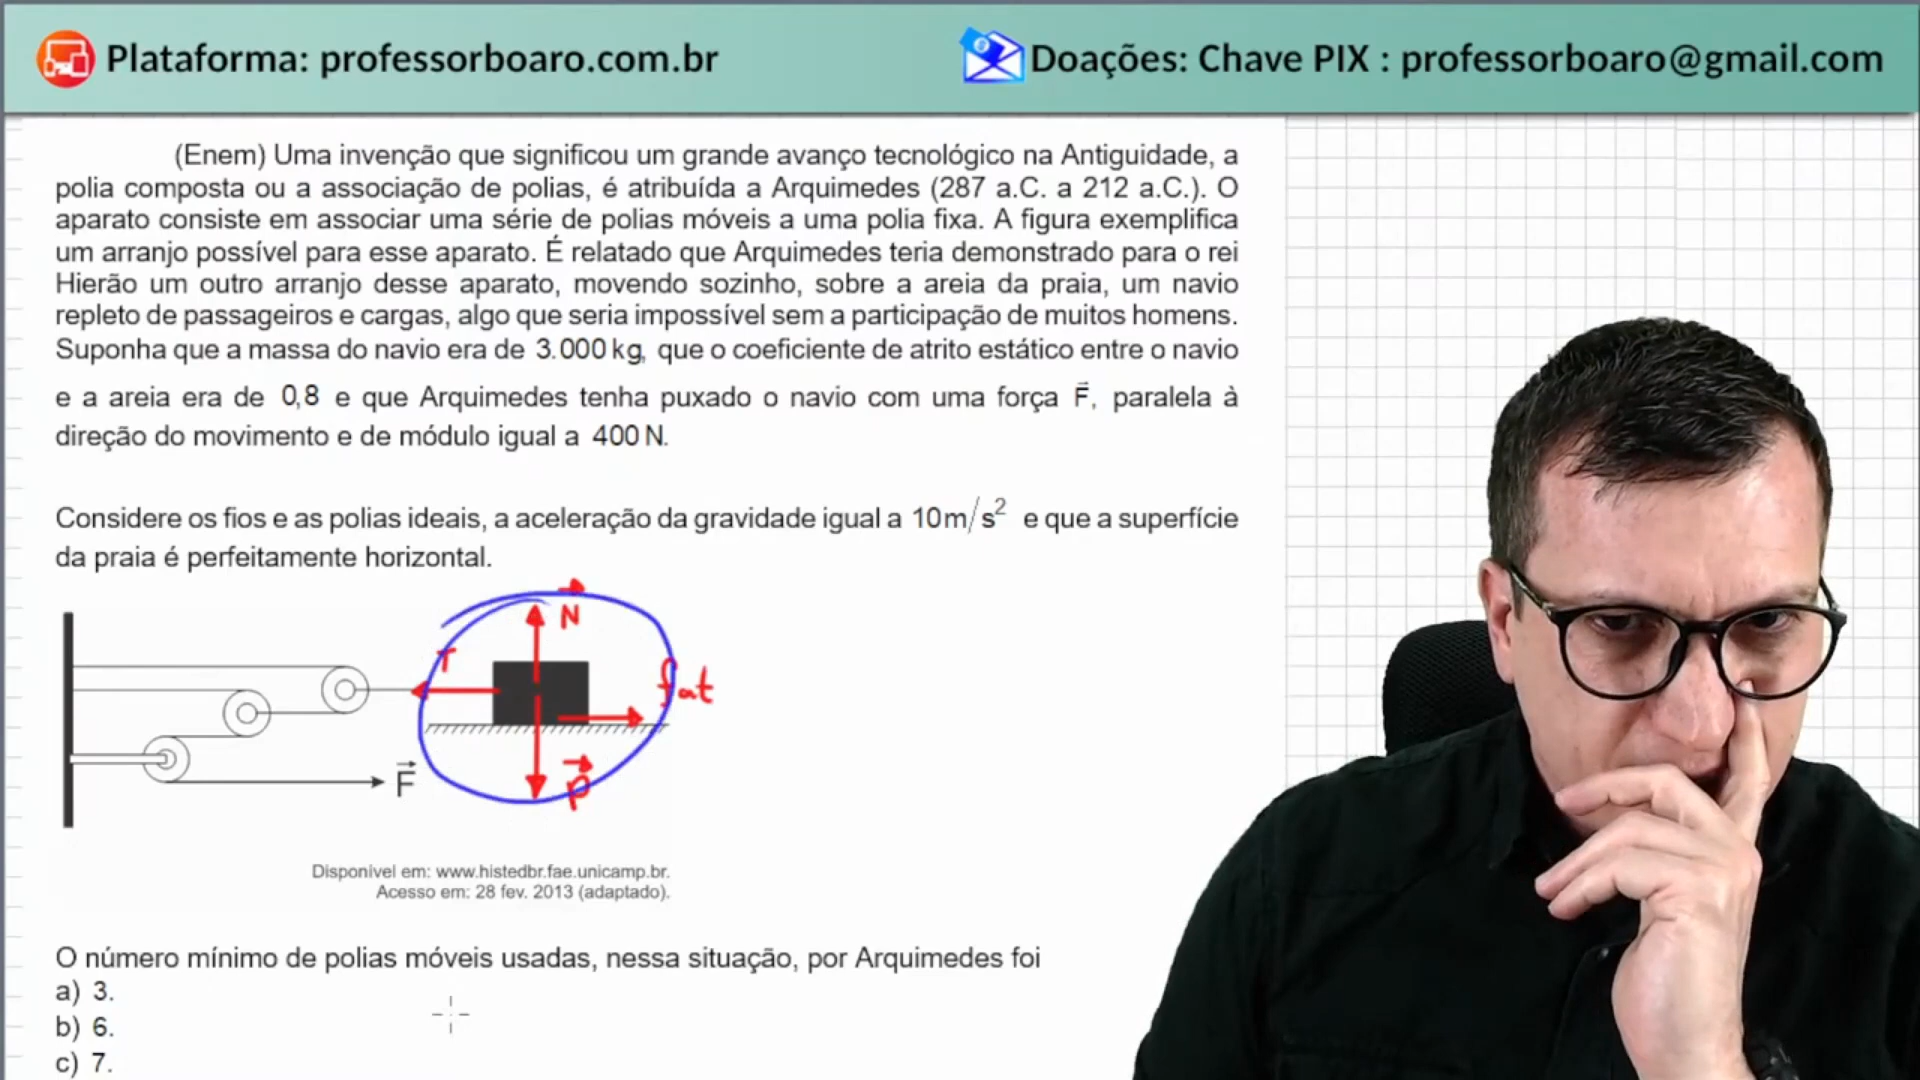 Plataforma: professorboaro.com.br
Doações: Chave PIX : professorboaro@gmail.com
(Enem) Uma invenção que significou um grande avanço tecnológico na Antiguidade, a
polia composta ou a associação de polias, é atribuída a Arquimedes (287 a.C. a 212 a.C.). O
aparato consiste em associar uma série de polias móveis a uma polia fixa. A figura exemplifica
um arranjo possível para esse aparato. É relatado que Arquimedes teria demonstrado para o rei
Hierão um outro arranjo desse aparato, movendo sozinho, sobre a areia da praia, um navio
repleto de passageiros e cargas, algo que seria impossível sem a participação de muitos homens.
Suponha que a massa do navio era de 3.000 kg, que o coeficiente de atrito estático entre o navio
e a areia era de 0,8 e que Arquimedes tenha puxado o navio com uma força F⃗, paralela à
direção do movimento e de módulo igual a 400 N.
Considere os fios e as polias ideais, a aceleração da gravidade igual a 10 m/s² e que a superfície
da praia é perfeitamente horizontal.
N⃗
T
fat
F⃗
P⃗
Disponível em: www.histedbr.fae.unicamp.br.
Acesso em: 28 fev. 2013 (adaptado).
O número mínimo de polias móveis usadas, nessa situação, por Arquimedes foi
a) 3.
b) 6.
c) 7.